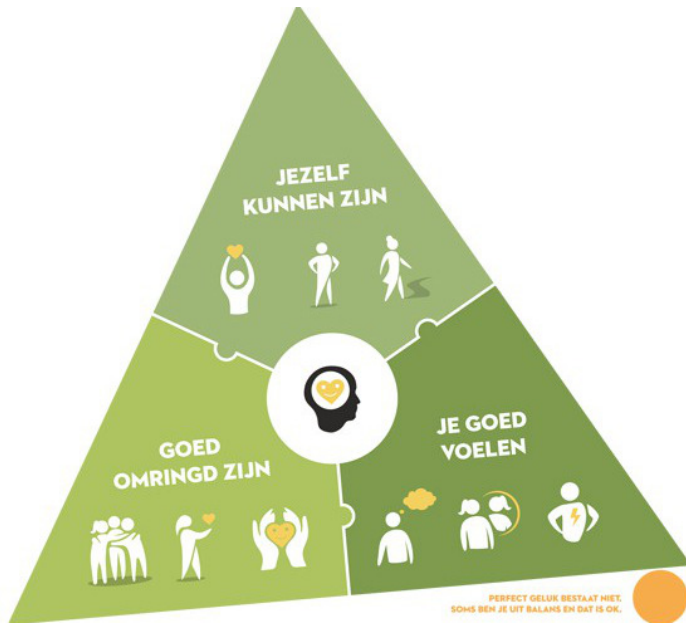 JEZELF
KUNNEN ZIJN
GOED
OMRINGD ZIJN
JE GOED
VOELEN
PERFECT GELUK BESTAAT NIET.
SOMS BEN JE UIT BALANS EN DAT IS OK.